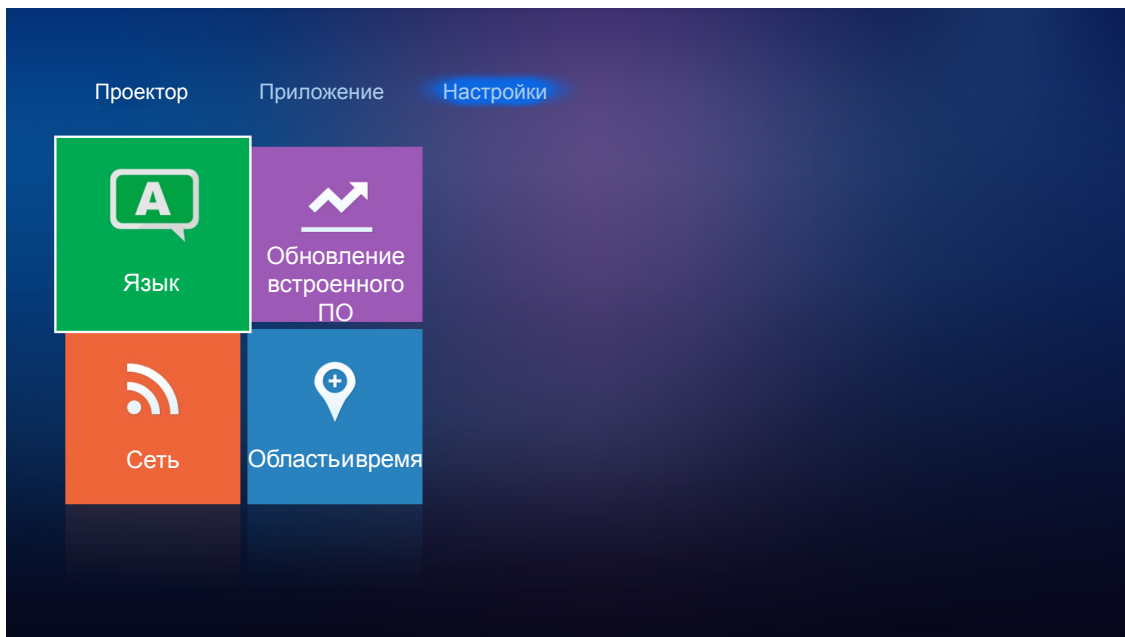 Проектор Приложение Настройки
A
Язык
Обновление
встроенного
ПО
Сеть
Областьивремя